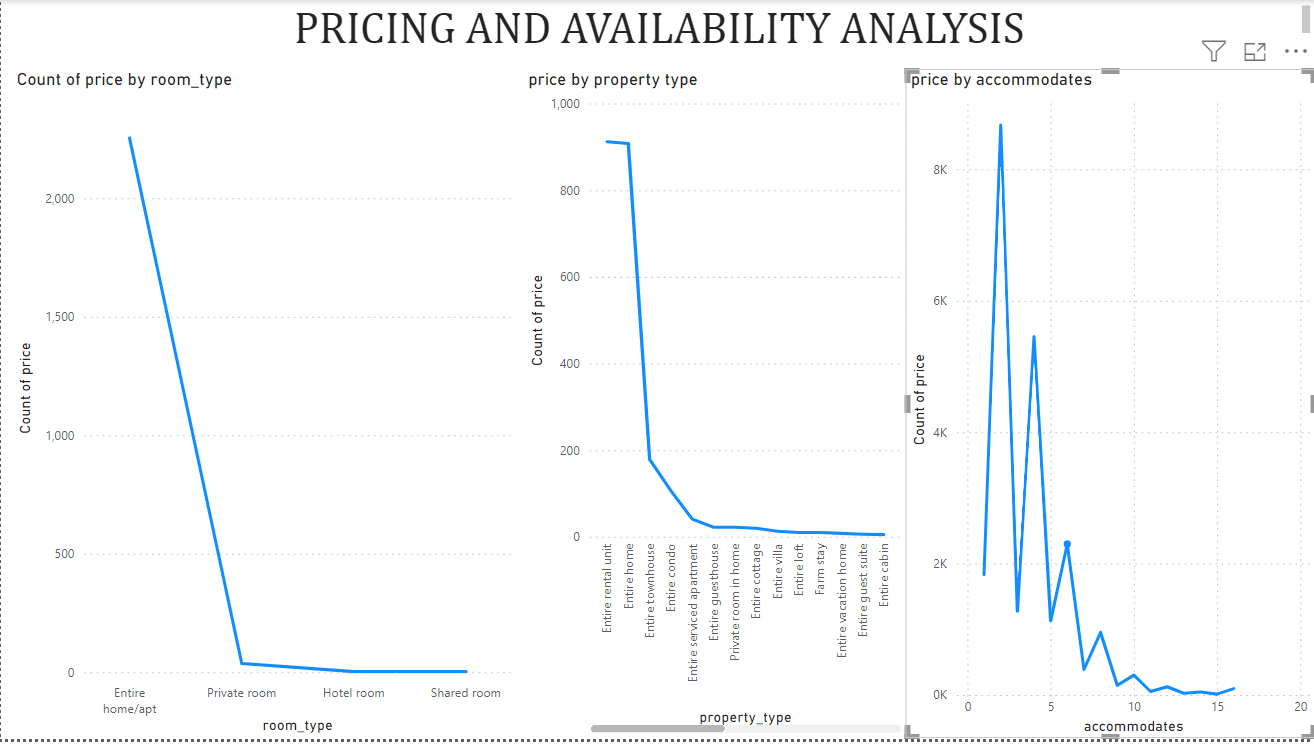 PRICING AND AVAILABILITY ANALYSIS
Count of price by room_type
Count of price
2,000
1,500
1,000
500
0
Entire
home/apt
Private room
Hotel room
Shared room
room_type
price by property type
Count of price
1,000
800
600
400
200
0
Entire rental unit
Entire home
Entire townhouse
Entire condo
Entire serviced apartment
Entire guesthouse
Private room in home
Entire cottage
Entire villa
Entire loft
Farm stay
Entire vacation home
Entire guest suite
Entire cabin
property_type
price by accommodates
Count of price
8K
6K
4K
2K
0K
0
5
10
15
20
accommodates